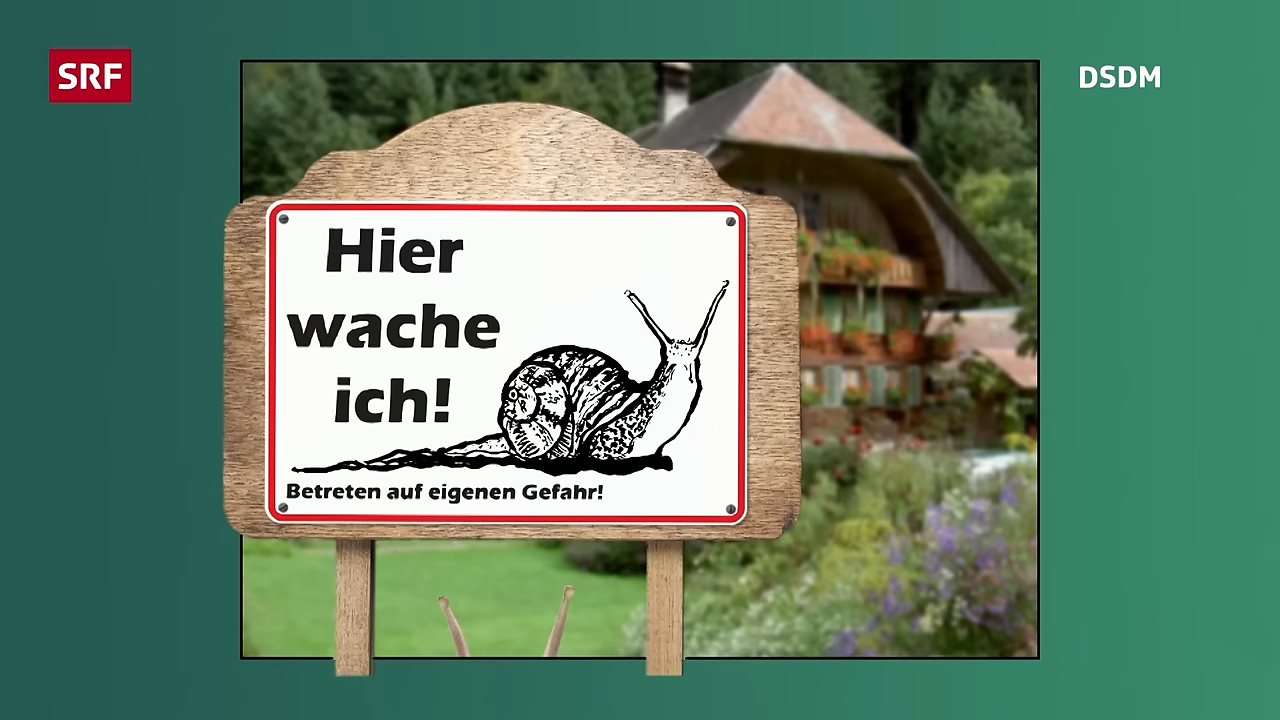 SRF
DSDM
Hier
wache
ich!
Betreten auf eigenen Gefahr!